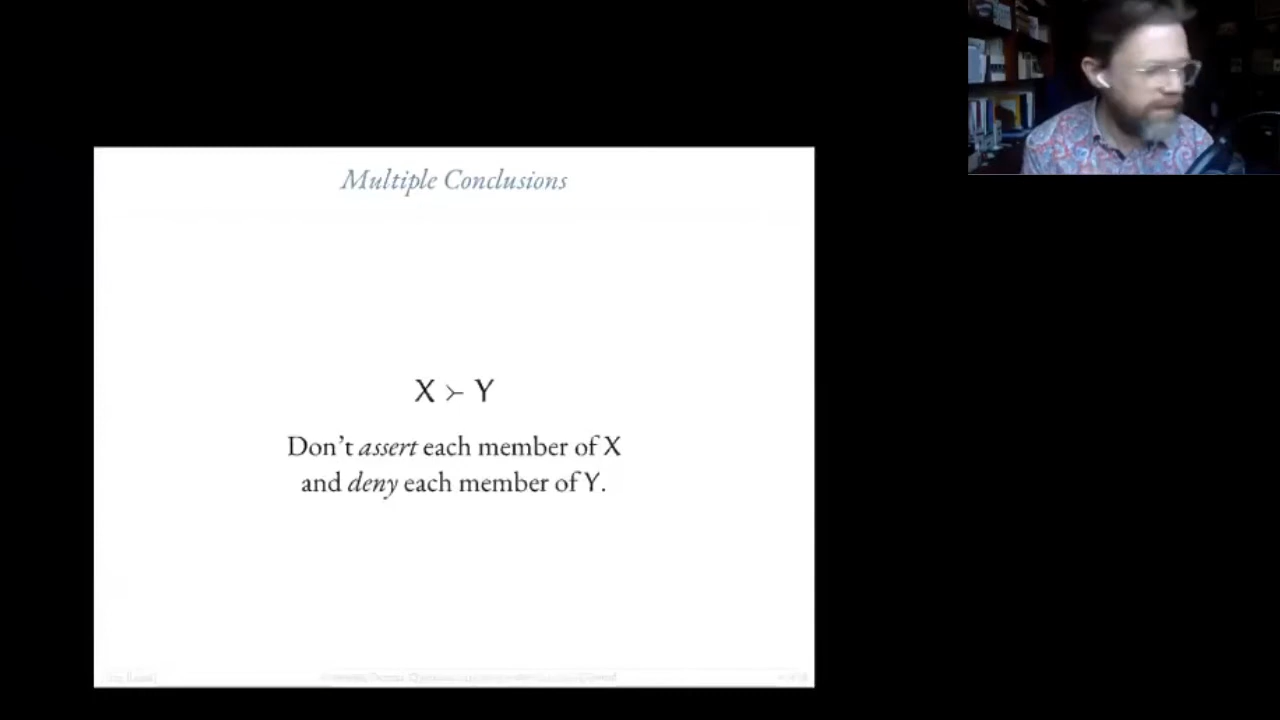 Multiple Conclusions
X ≻ Y
Don't assert each member of X
and deny each member of Y.